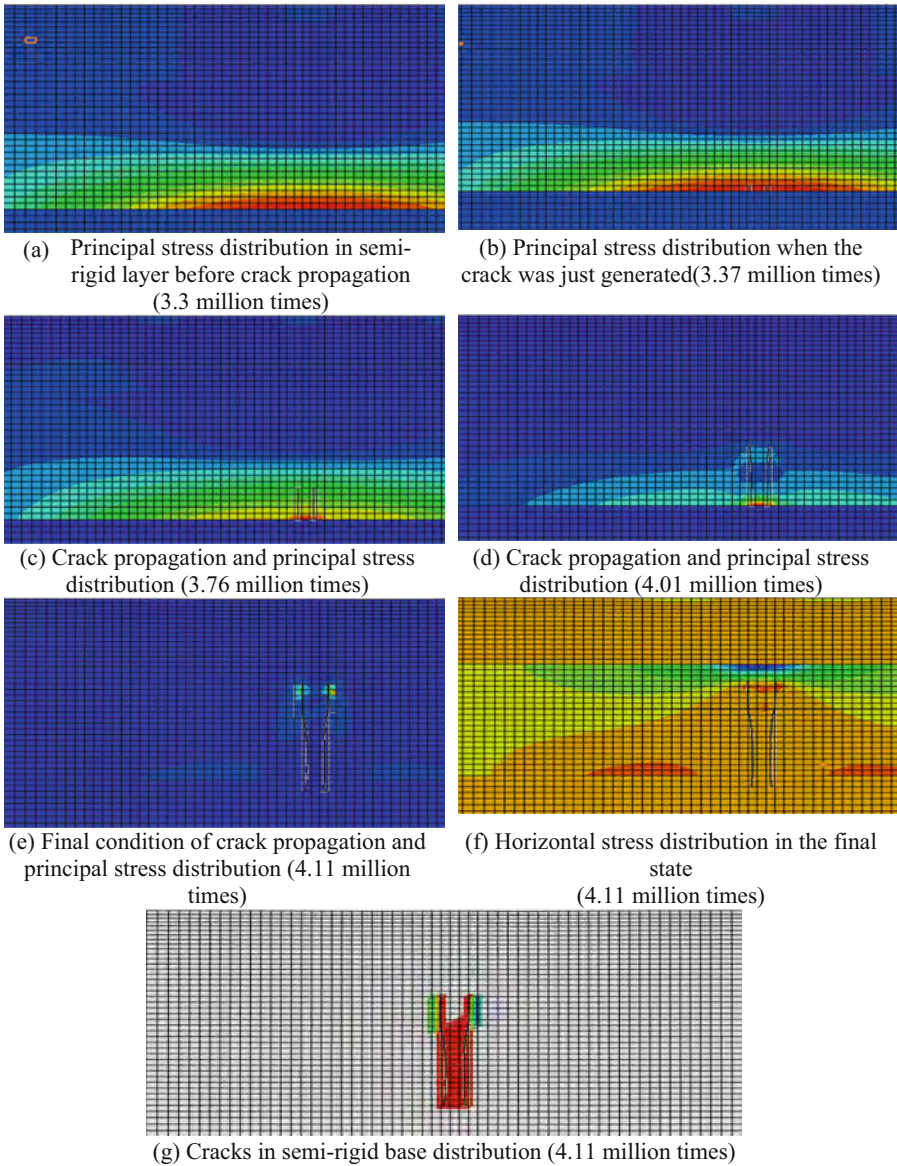 (a) Principal stress distribution in semi-
rigid layer before crack propagation
(3.3 million times)
(b) Principal stress distribution when the
crack was just generated(3.37 million times)
(c) Crack propagation and principal stress
distribution (3.76 million times)
(d) Crack propagation and principal stress
distribution (4.01 million times)
(e) Final condition of crack propagation and
principal stress distribution (4.11 million
times)
(f) Horizontal stress distribution in the final
state
(4.11 million times)
(g) Cracks in semi-rigid base distribution (4.11 million times)